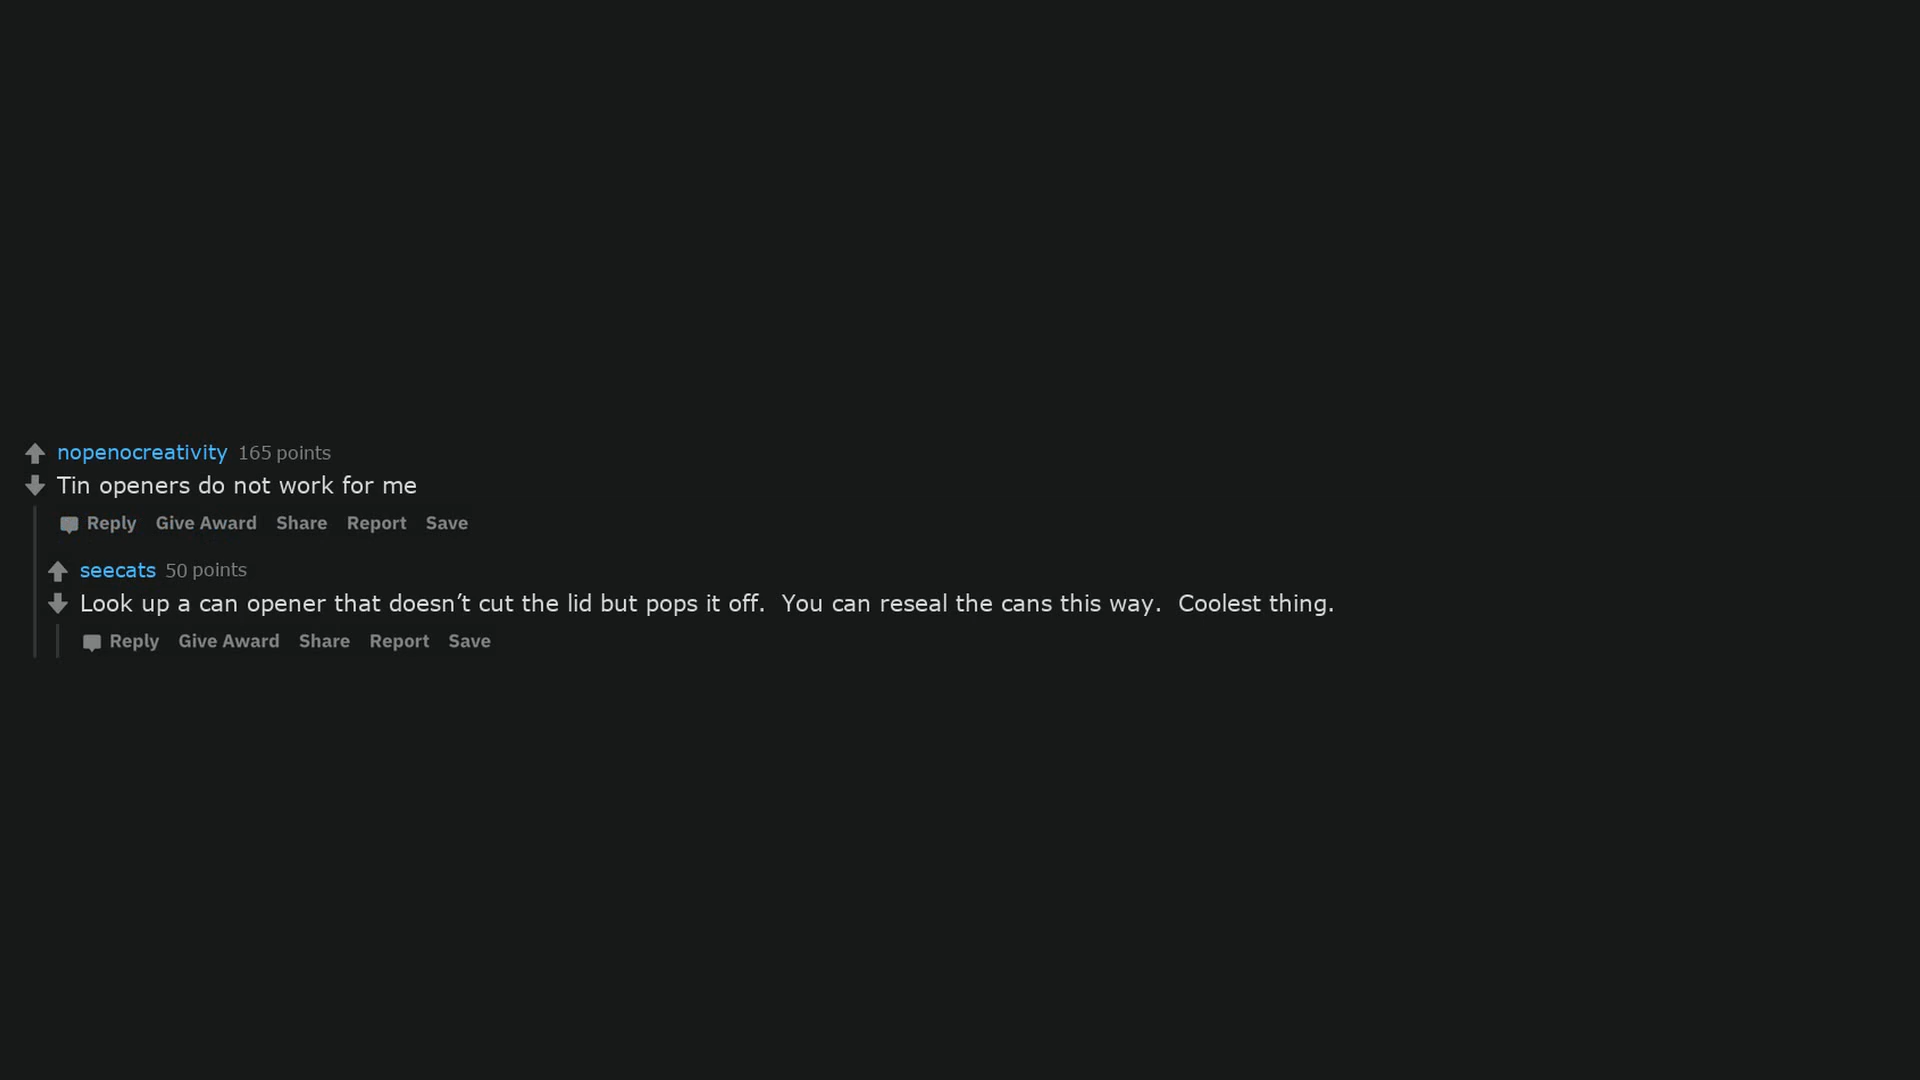 nopenocreativity 165 points
Tin openers do not work for me
Reply Give Award Share Report Save
seecats 50 points
Look up a can opener that doesn’t cut the lid but pops it off.  You can reseal the cans this way.  Coolest thing.
Reply Give Award Share Report Save